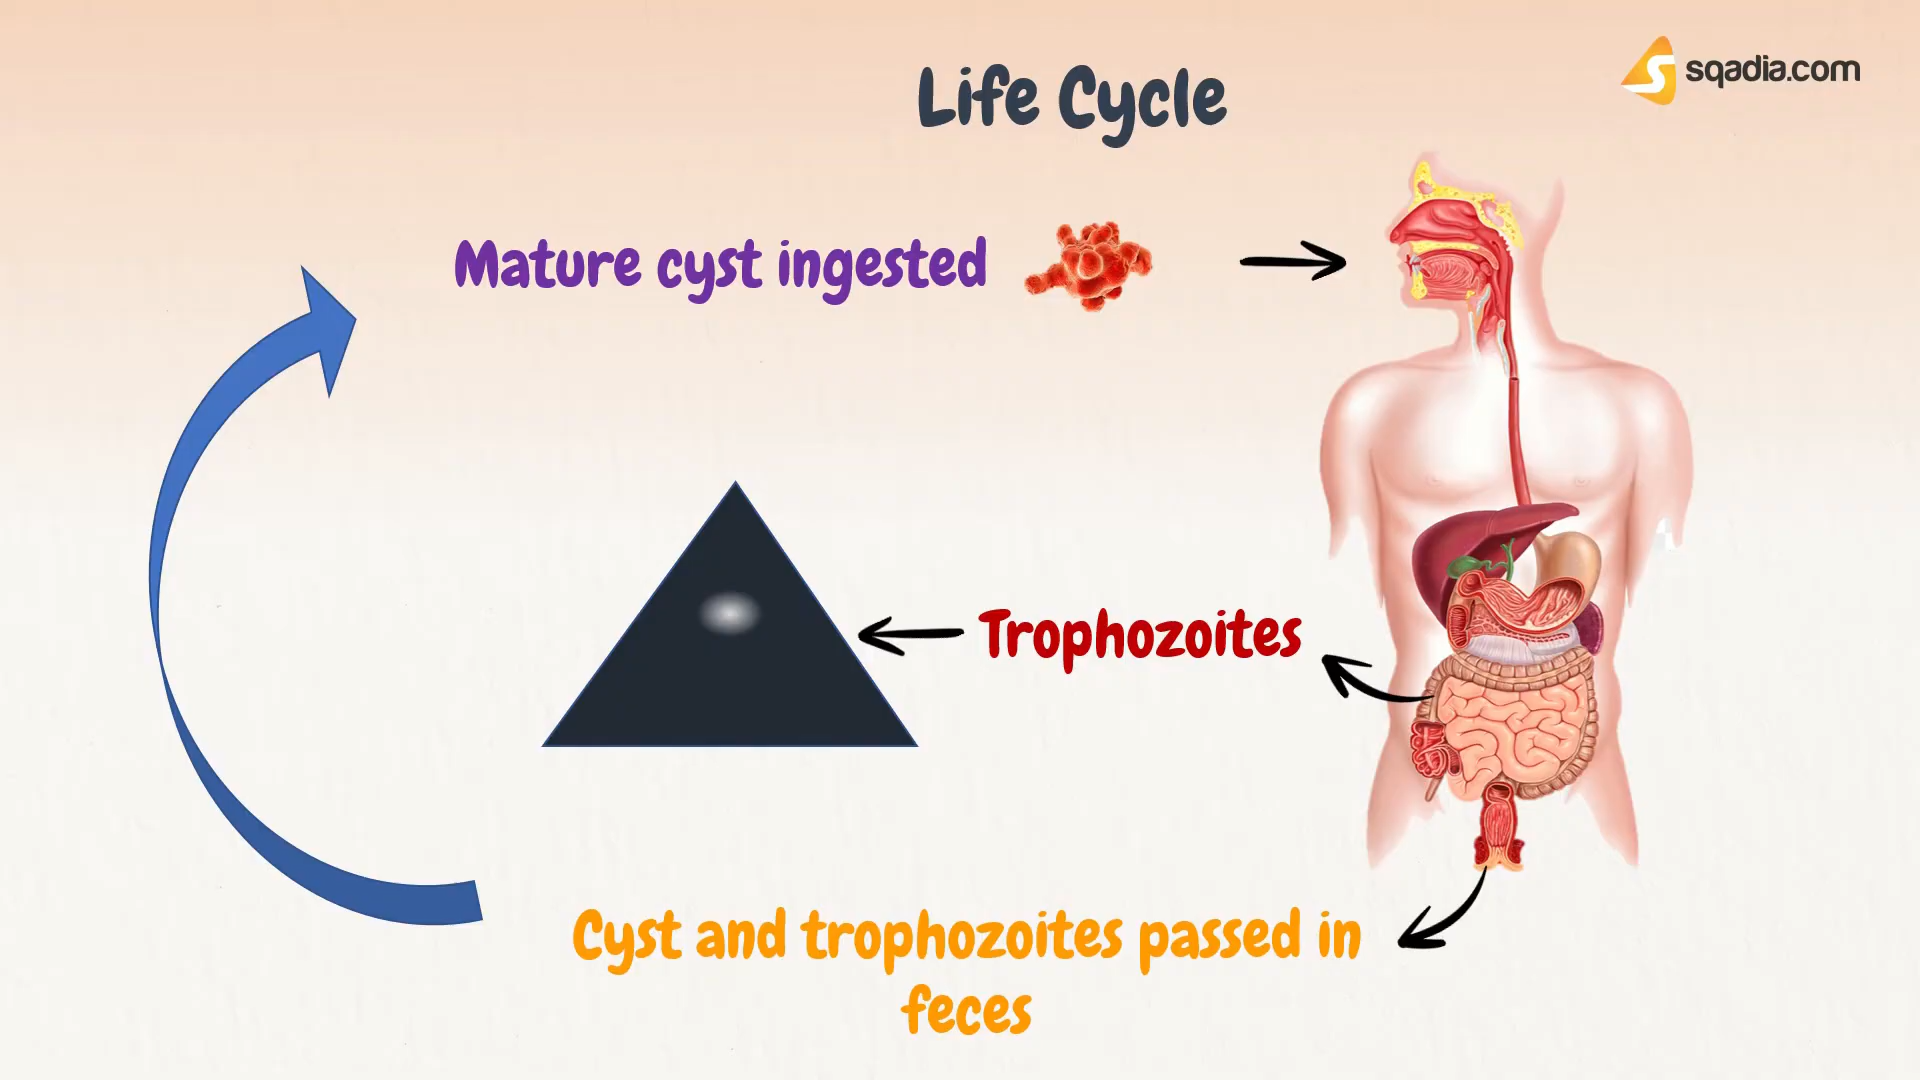 Life Cycle
sqadia.com
Mature cyst ingested
Trophozoites
Cyst and trophozoites passed in
feces